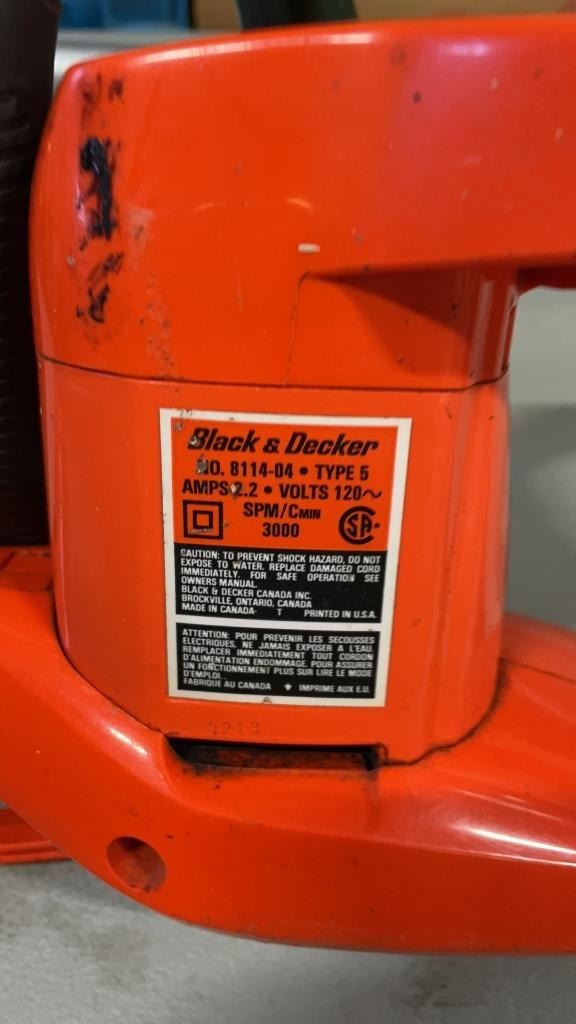 Black & Decker
NO. 8114-04 • TYPE 5
AMPS 2.2 • VOLTS 120~
SPM/CMIN
3000
CAUTION: TO PREVENT SHOCK HAZARD, DO NOT
EXPOSE TO WATER. REPLACE DAMAGED CORD
IMMEDIATELY. FOR SAFE OPERATION SEE
OWNERS MANUAL.
BLACK & DECKER CANADA INC.
BROCKVILLE, ONTARIO, CANADA
MADE IN CANADA T PRINTED IN U.S.A.
ATTENTION: POUR PREVENIR LES SECOUSSES
ELECTRIQUES, NE JAMAIS EXPOSER A L'EAU.
REMPLACER IMMEDIATEMENT TOUT CORDON
D'ALIMENTATION ENDOMMAGE. POUR ASSURER
UN FONCTIONNEMENT PLUS SUR LIRE LE MODE
D'EMPLOI.
FABRIQUE AU CANADA IMPRIME AUX E.U.